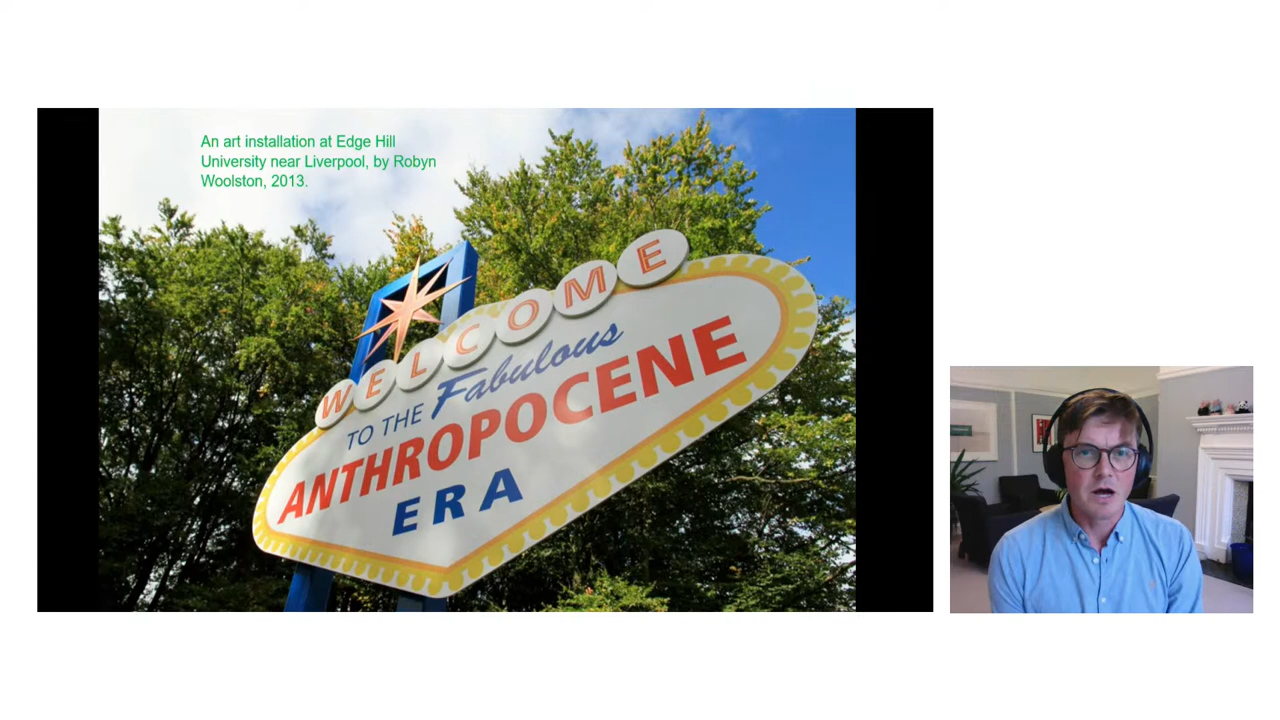 An art installation at Edge Hill
University near Liverpool, by Robyn
Woolston, 2013.
WELCOME
TO THE Fabulous
ANTHROPOCENE
ERA